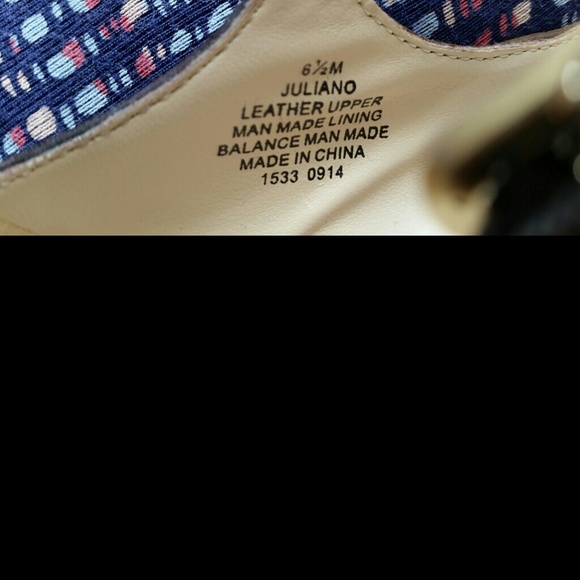 6½M
JULIANO
LEATHER UPPER
MAN MADE LINING
BALANCE MAN MADE
MADE IN CHINA
1533 0914